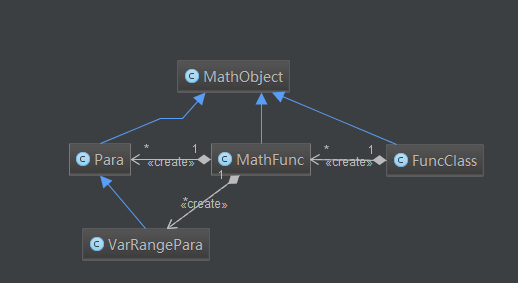 C MathObject
* 1 * 1
C Para «create» C MathFunc «create» C FuncClass
1
*
«create»
C VarRangePara